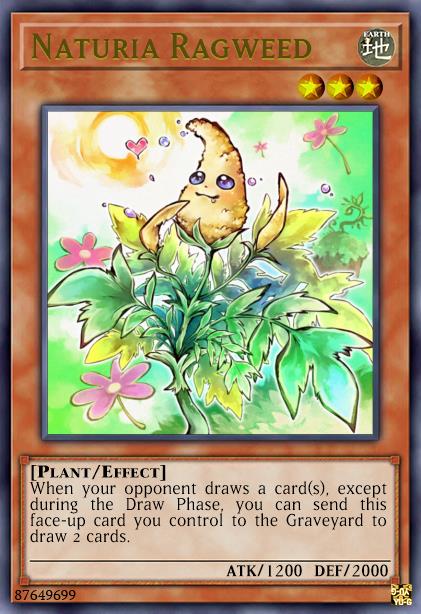 Naturia Ragweed
EARTH
地
[Plant/Effect]
When your opponent draws a card(s), except
during the Draw Phase, you can send this
face-up card you control to the Graveyard to
draw 2 cards.
ATK/1200 DEF/2000
87649699